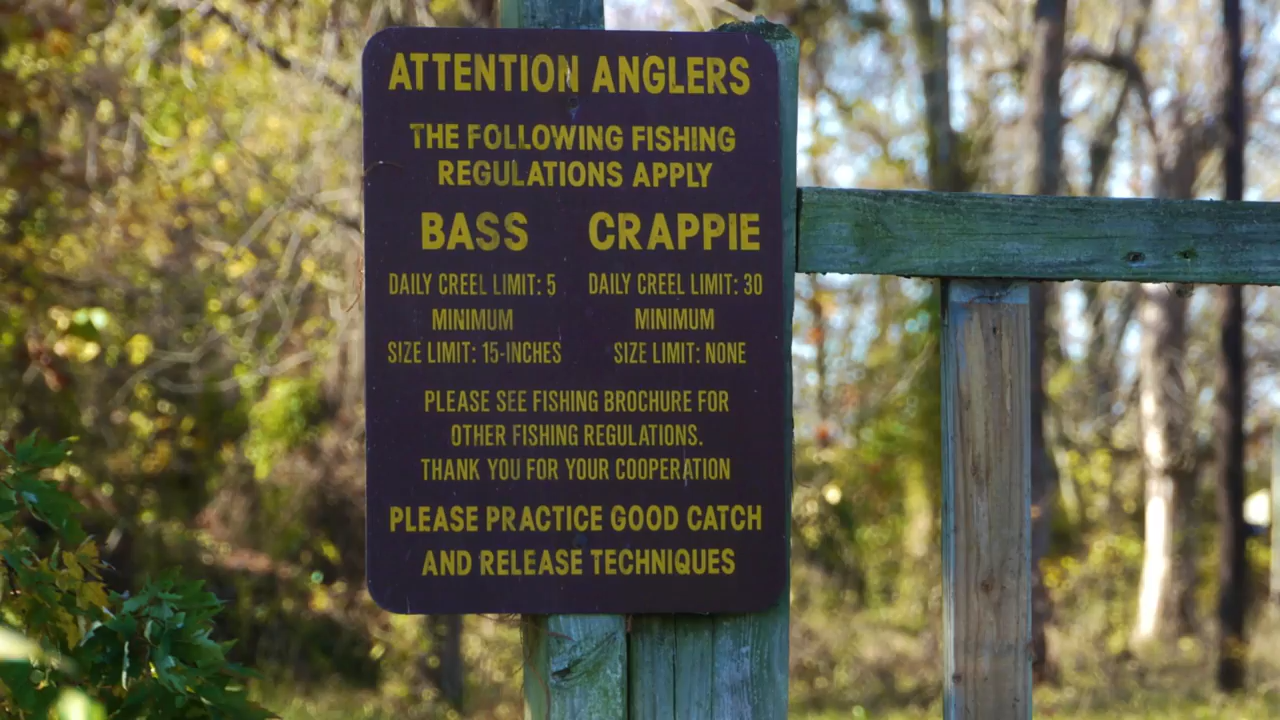 ATTENTION ANGLERS
THE FOLLOWING FISHING
REGULATIONS APPLY
BASS
DAILY CREEL LIMIT: 5
MINIMUM
SIZE LIMIT: 15-INCHES
CRAPPIE
DAILY CREEL LIMIT: 30
MINIMUM
SIZE LIMIT: NONE
PLEASE SEE FISHING BROCHURE FOR
OTHER FISHING REGULATIONS.
THANK YOU FOR YOUR COOPERATION
PLEASE PRACTICE GOOD CATCH
AND RELEASE TECHNIQUES